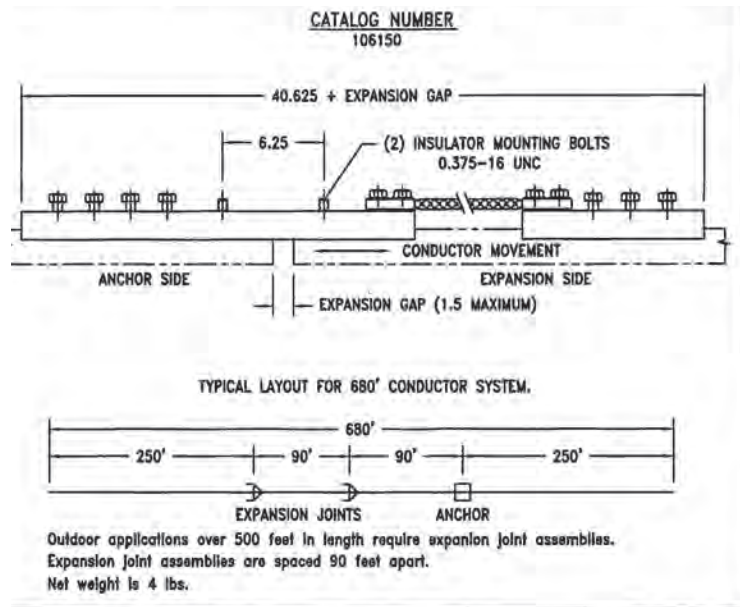 CATALOG NUMBER
106150
40.625 + EXPANSION GAP
6.25
(2) INSULATOR MOUNTING BOLTS
0.375-16 UNC
CONDUCTOR MOVEMENT
ANCHOR SIDE
EXPANSION SIDE
EXPANSION GAP (1.5 MAXIMUM)
TYPICAL LAYOUT FOR 680' CONDUCTOR SYSTEM.
680'
250' 90' 90' 250'
EXPANSION JOINTS ANCHOR
Outdoor applications over 500 feet in length require expanion joint assemblies.
Expansion joint assemblies are spaced 90 feet apart.
Net weight is 4 lbs.